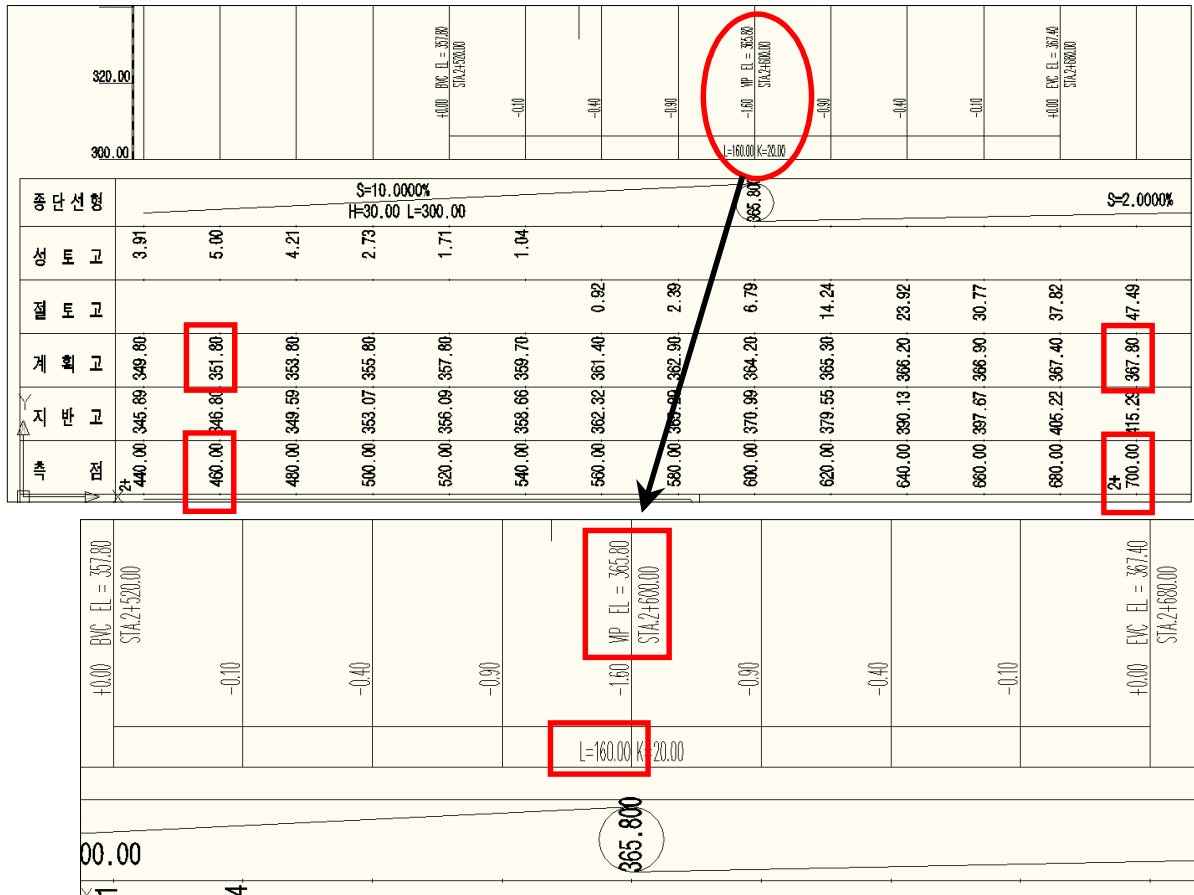 320.00
300.00
+0.00 BVC EL = 357.80
STA.2+520.00
-0.10
-0.40
-0.90
-1.60 VIP EL = 365.80
STA.2+600.00
-0.90
-0.40
-0.10
+0.00 EVC EL = 367.40
STA.2+680.00
L=160.00 K=20.00
종단선형 S=10.0000% 365.800 S=2.0000%
H=30.00 L=300.00
성 토 고 3.91 5.00 4.21 2.73 1.71 1.04
절 토 고 0.92 2.39 6.79 14.24 23.92 30.77 37.82 47.49
계 획 고 349.80 351.80 353.80 355.80 357.80 359.70 361.40 362.90 364.20 365.30 366.20 366.90 367.40 367.80
지 반 고 345.89 346.80 349.59 353.07 356.09 358.66 362.32 370.99 379.55 390.13 397.67 405.22 415.29
측 점 2+ 440.00 460.00 480.00 500.00 520.00 540.00 560.00 580.00 600.00 620.00 640.00 660.00 680.00 2+ 700.00
Y
X
+0.00 BVC EL = 357.80
STA.2+520.00
-0.10
-0.40
-0.90
-1.60 VIP EL = 365.80
STA.2+600.00
-0.90
-0.40
-0.10
+0.00 EVC EL = 367.40
STA.2+680.00
L=160.00 K=20.00
365.800
00.00
Y
1
4